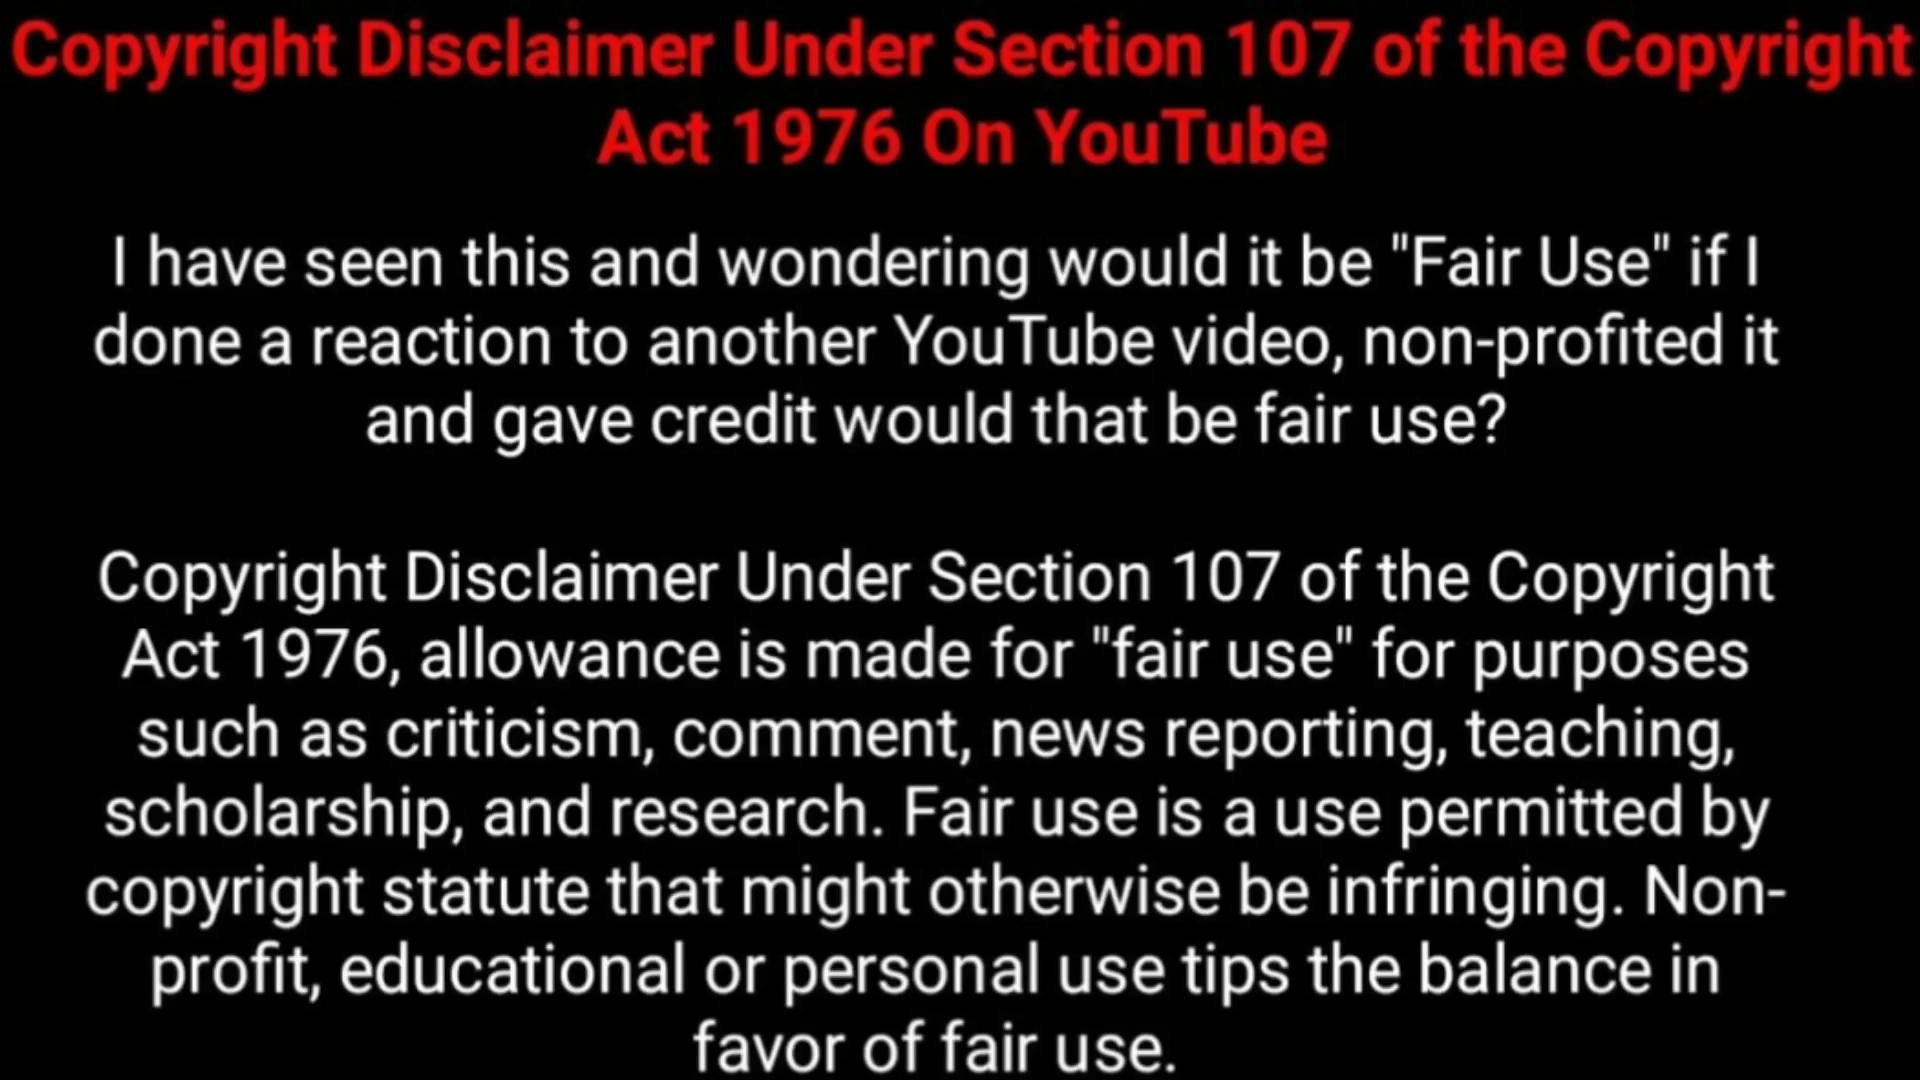 Copyright Disclaimer Under Section 107 of the Copyright
Act 1976 On YouTube
I have seen this and wondering would it be "Fair Use" if I
done a reaction to another YouTube video, non-profited it
and gave credit would that be fair use?
Copyright Disclaimer Under Section 107 of the Copyright
Act 1976, allowance is made for "fair use" for purposes
such as criticism, comment, news reporting, teaching,
scholarship, and research. Fair use is a use permitted by
copyright statute that might otherwise be infringing. Non-
profit, educational or personal use tips the balance in
favor of fair use.